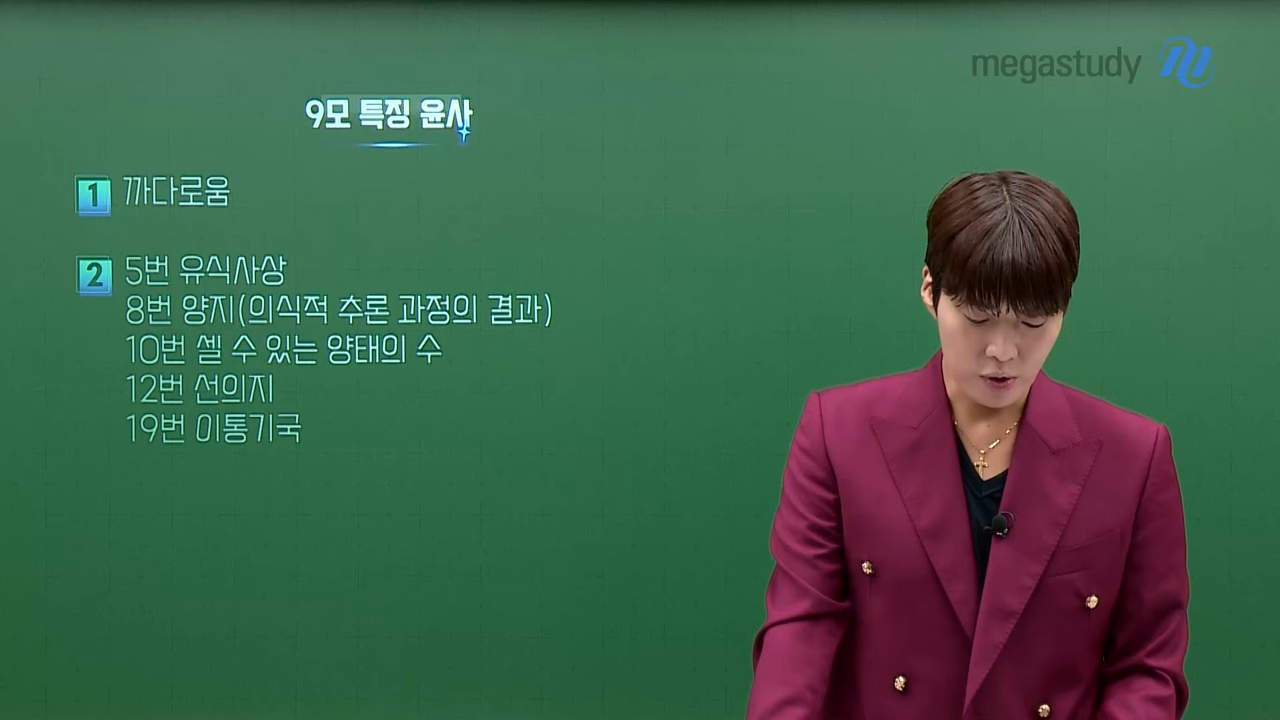 megastudy
9모 특징 윤사
1 까다로움
2 5번 유식사상
8번 양지(의식적 추론 과정의 결과)
10번 셀 수 있는 양태의 수
12번 선의지
19번 이통기국